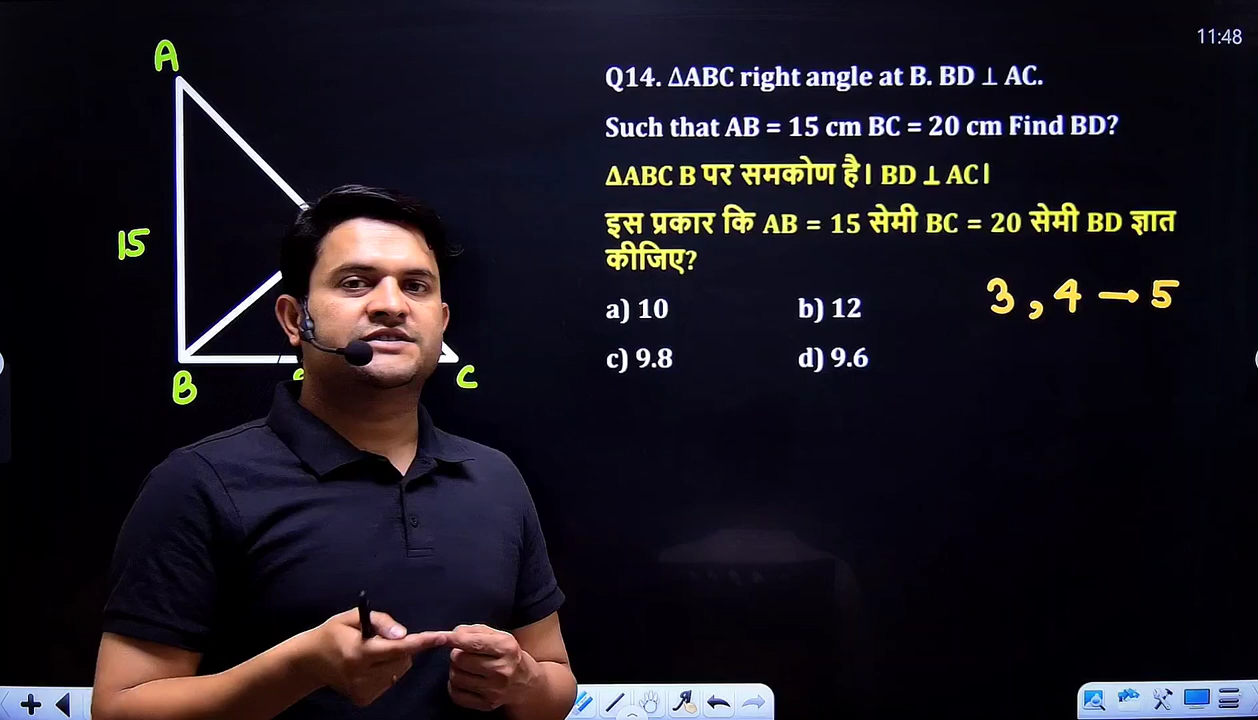 11:48
A
15
B
C
Q14. ΔABC right angle at B. BD ⊥ AC.
Such that AB = 15 cm BC = 20 cm Find BD?
ΔABC B पर समकोण है। BD ⊥ AC।
इस प्रकार कि AB = 15 सेमी BC = 20 सेमी BD ज्ञात
कीजिए?
3, 4 → 5
a) 10 b) 12
c) 9.8 d) 9.6